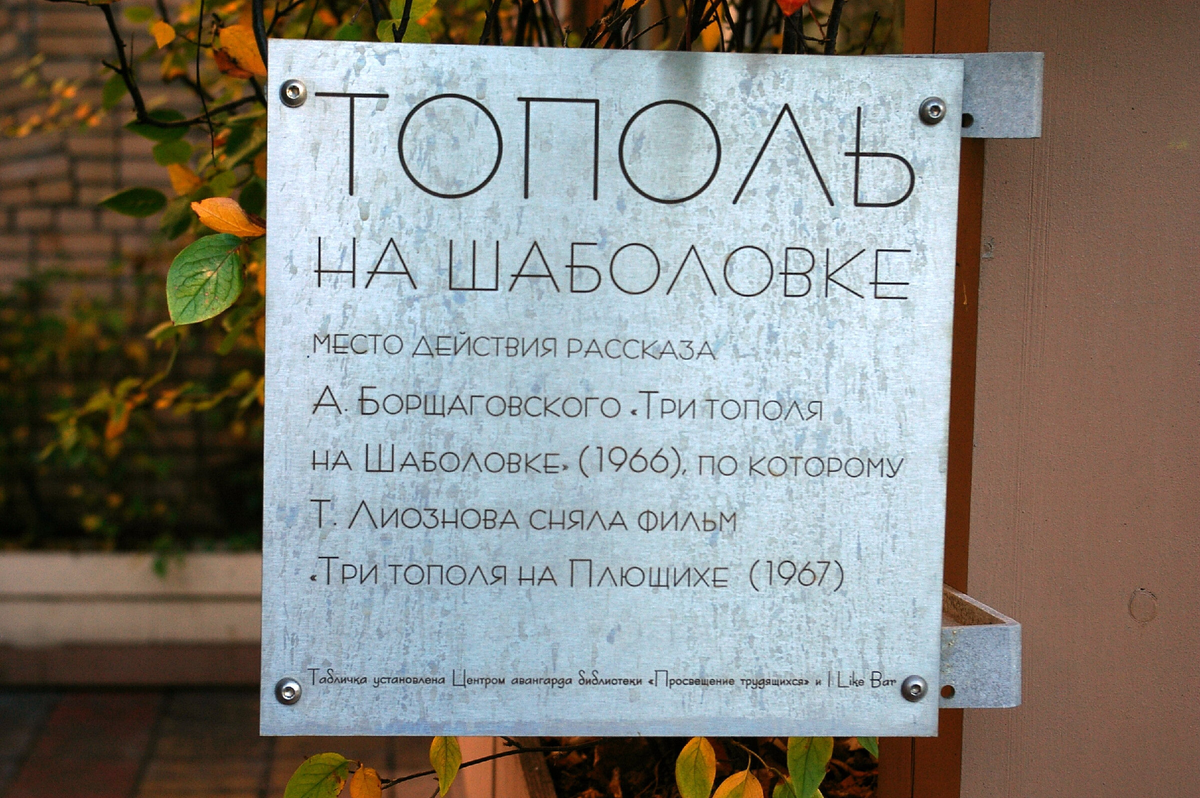 ТОПОЛЬ
НА ШАБОЛОВКЕ
МЕСТО ДЕЙСТВИЯ РАССКАЗА
А. БОРЩАГОВСКОГО «ТРИ ТОПОЛЯ
НА ШАБОЛОВКЕ» (1966), ПО КОТОРОМУ
Т. ЛИОЗНОВА СНЯЛА ФИЛЬМ
«ТРИ ТОПОЛЯ НА ПЛЮЩИХЕ (1967)
Табличка установлена Центром авангарда библиотеки «Просвещение трудящихся» и I Like Bar